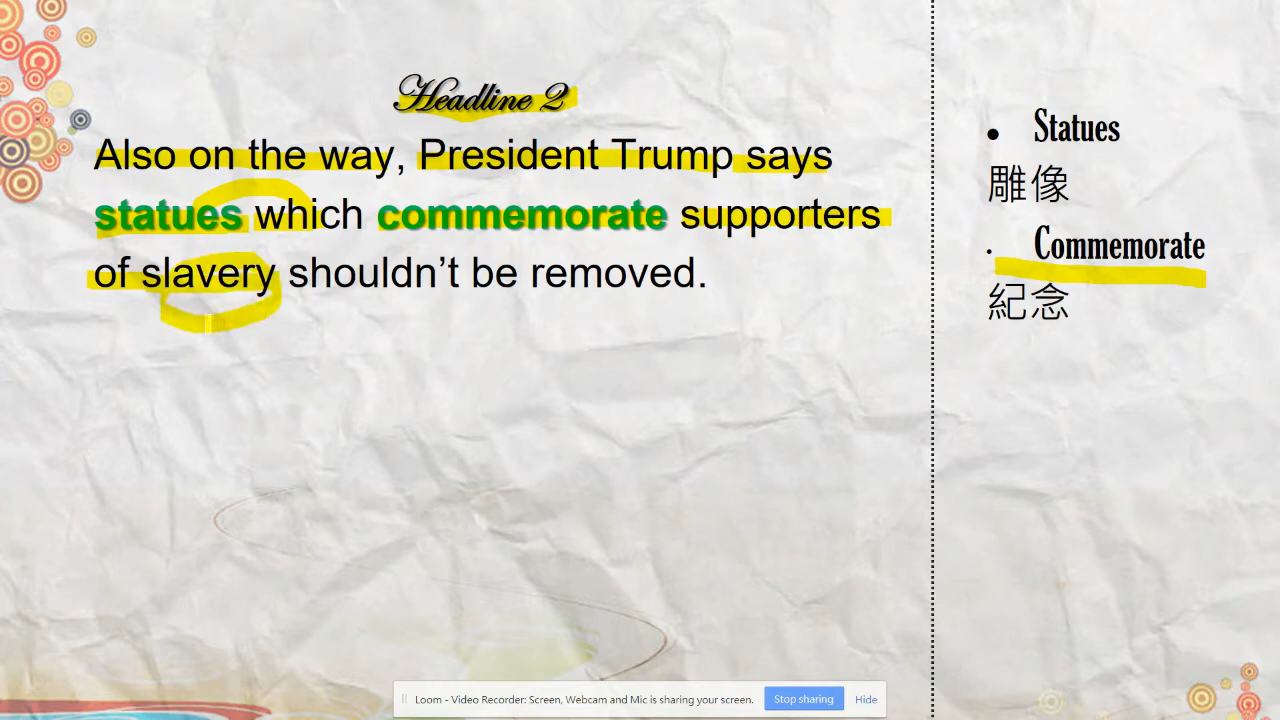 Headline 2
Also on the way, President Trump says
statues which commemorate supporters
of slavery shouldn’t be removed.
• Statues
雕像
• Commemorate
紀念
Loom - Video Recorder: Screen, Webcam and Mic is sharing your screen. Stop sharing Hide